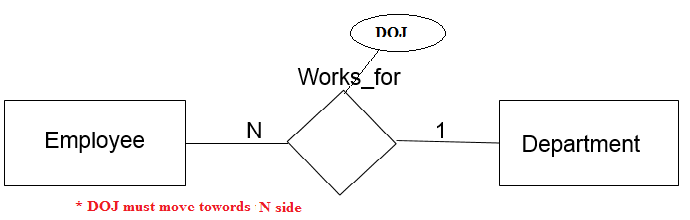 DOJ
Works_for
Employee
N
1
Department
* DOJ must move towords N side